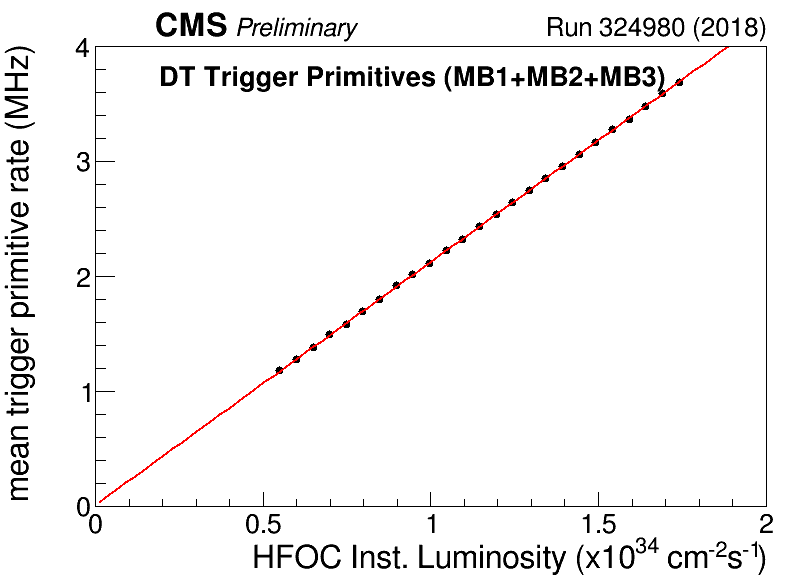 CMS Preliminary Run 324980 (2018)
DT Trigger Primitives (MB1+MB2+MB3)
mean trigger primitive rate (MHz)
4
3
2
1
0
0 0.5 1 1.5 2
HFOC Inst. Luminosity (x10³⁴ cm⁻²s⁻¹)